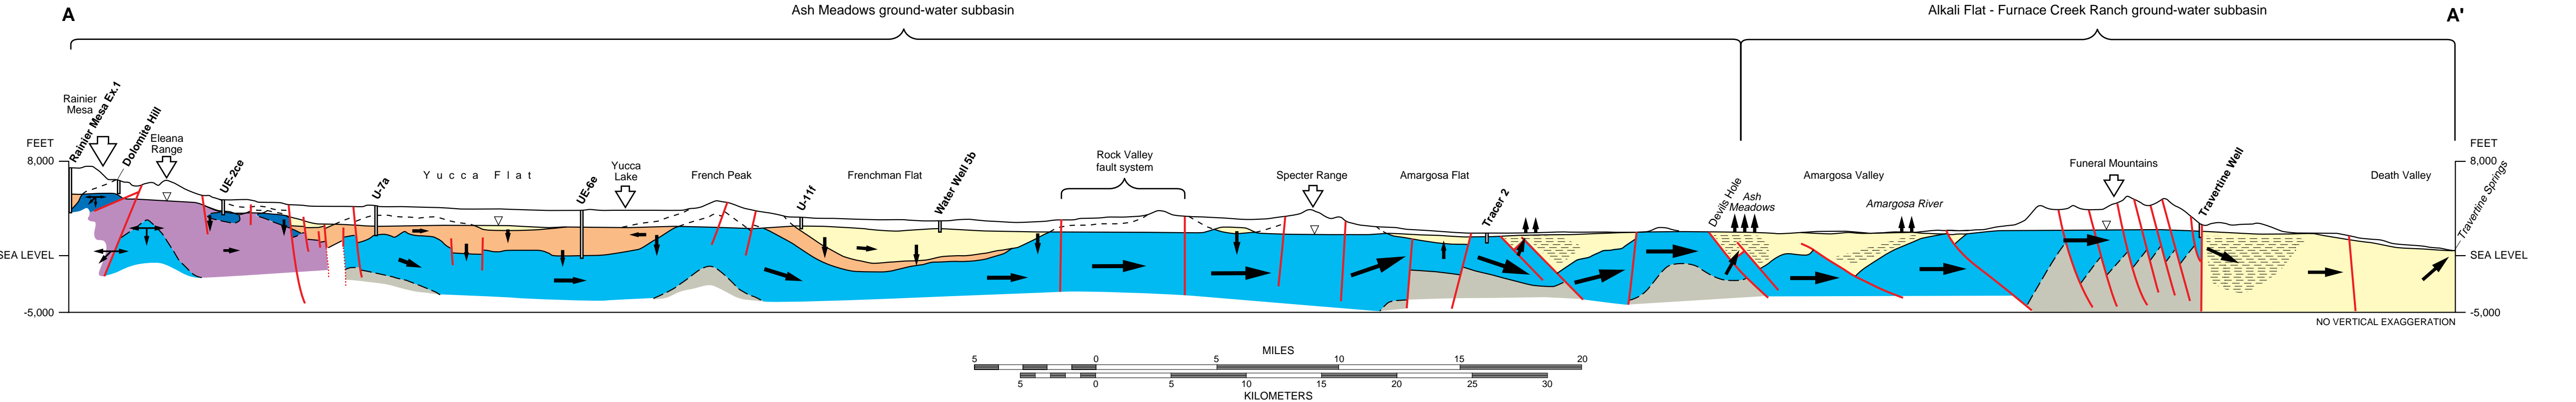 A
Ash Meadows ground-water subbasin
Alkali Flat - Furnace Creek Ranch ground-water subbasin
A'
Rainier
Mesa
Rainier Mesa Ex.1
Dolomite Hill
Eleana
Range
UE-2ce
U-7a
Yucca Flat
UE-6e
Yucca
Lake
French Peak
U-11f
Frenchman Flat
Water Well 5b
Rock Valley
fault system
Specter Range
Amargosa Flat
Tracer 2
Devils Hole
Ash
Meadows
Amargosa Valley
Amargosa River
Funeral Mountains
Travertine Well
Death Valley
Travertine Springs
FEET
8,000
SEA LEVEL
-5,000
FEET
8,000
SEA LEVEL
-5,000
NO VERTICAL EXAGGERATION
MILES
5 0 5 10 15 20
5 0 5 10 15 20 25 30
KILOMETERS